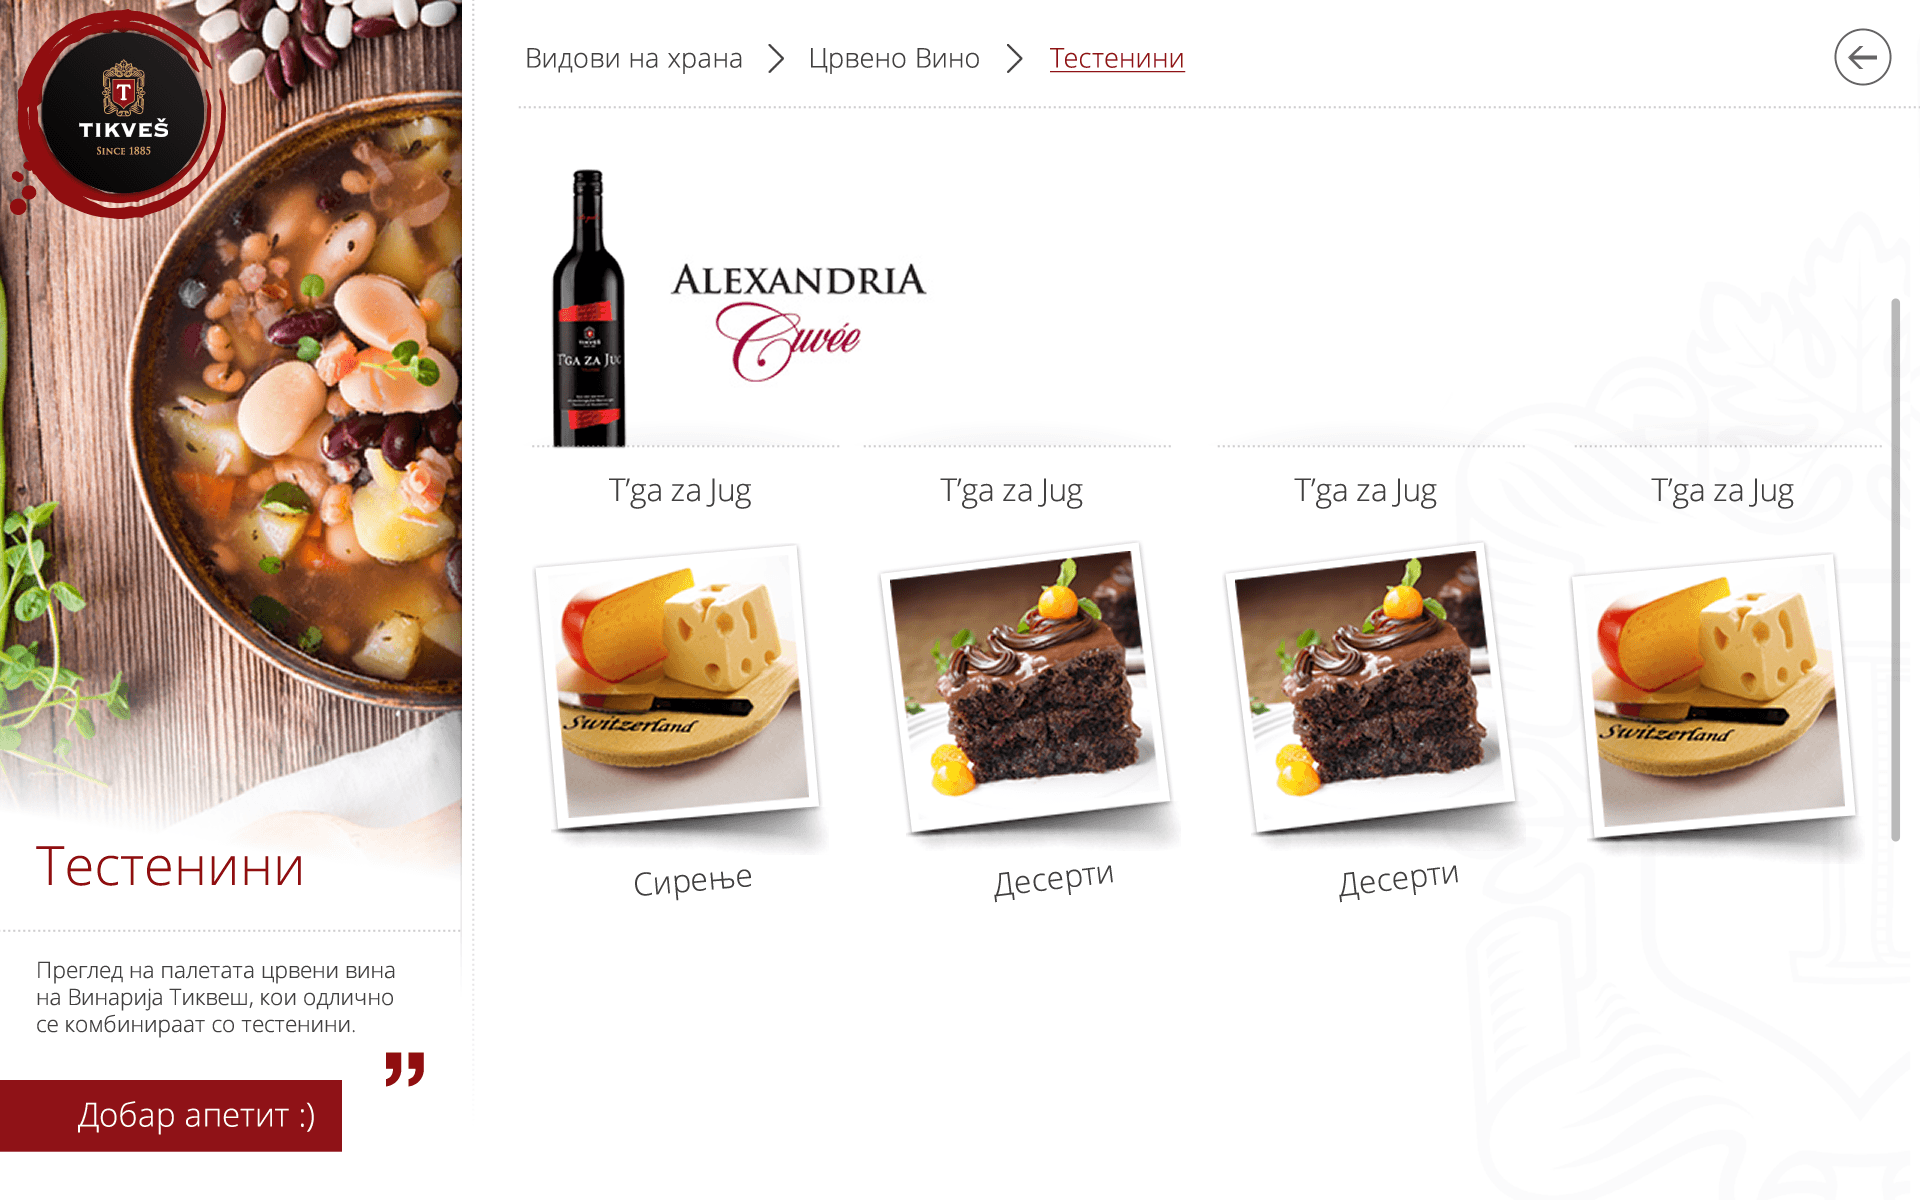 TIKVEŠ
SINCE 1885
Видови на храна
Црвено Вино
Тестенини
TIKVEŠ
T'GA ZA JUG
ALEXANDRIA
Cuvée
T’ga za Jug
T’ga za Jug
T’ga za Jug
T’ga za Jug
Switzerland
Switzerland
Сирење
Десерти
Десерти
Тестенини
Преглед на палетата црвени вина
на Винарија Тиквеш, кои одлично
се комбинираат со тестенини.
”
Добар апетит :)